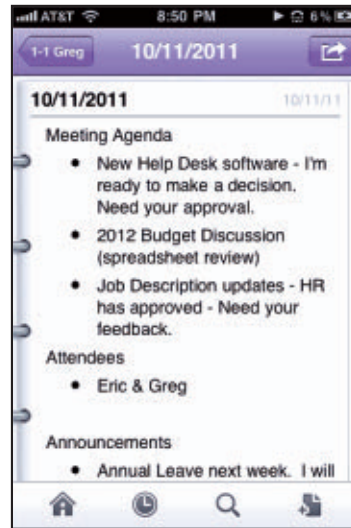 AT&T 8:50 PM 6%
1-1 Greg 10/11/2011
10/11/2011 10/11/11
Meeting Agenda
• New Help Desk software - I'm
ready to make a decision.
Need your approval.
• 2012 Budget Discussion
(spreadsheet review)
• Job Description updates - HR
has approved - Need your
feedback.
Attendees
• Eric & Greg
Announcements
• Annual Leave next week. I will